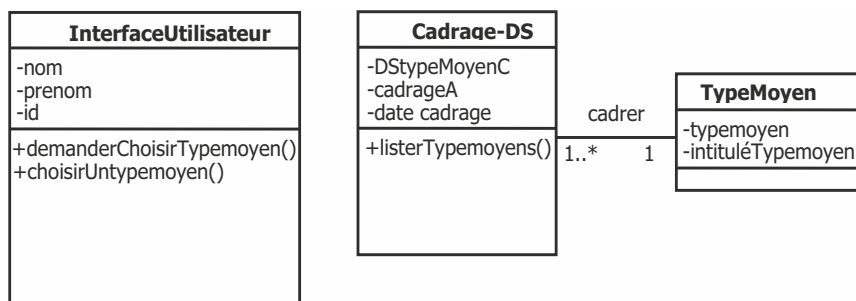 InterfaceUtilisateur
-nom
-prenom
-id
+demanderChoisirTypemoyen()
+choisirUntypemoyen()
Cadrage-DS
-DStypeMoyenC
-cadrageA
-date cadrage
+listerTypemoyens()
cadrer
1..* 1
TypeMoyen
-typemoyen
-intituléTypemoyen